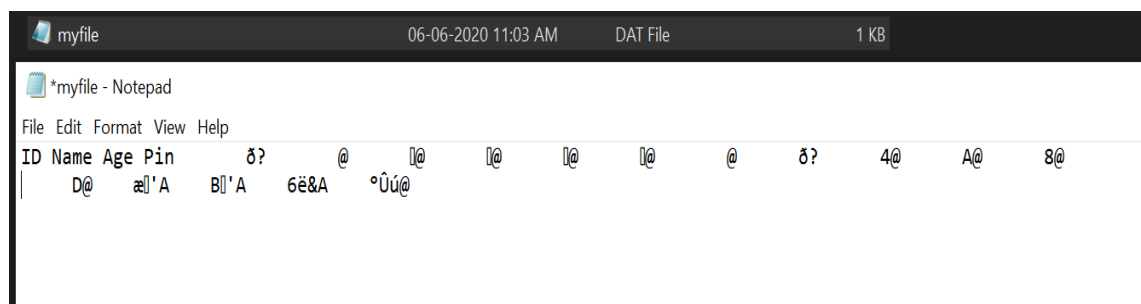 myfile 06-06-2020 11:03 AM DAT File 1 KB
*myfile - Notepad
File Edit Format View Help
ID Name Age Pin ð? @ @ @ @ @ @ ð? 4@ A@ 8@
D@ æ'A B'A 6ë&A °Ûú@